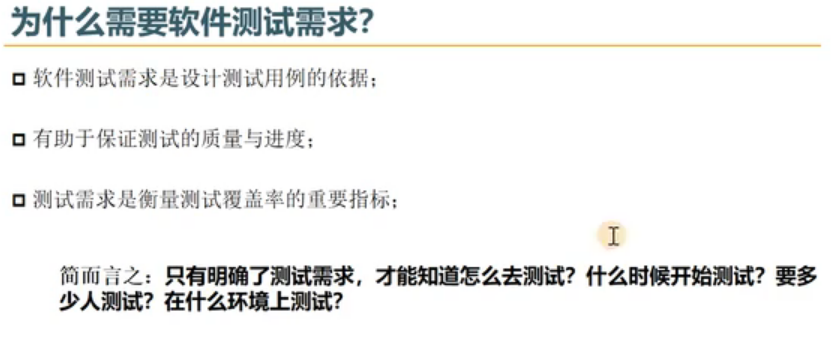 为什么需要软件测试需求？
软件测试需求是设计测试用例的依据；
有助于保证测试的质量与进度；
测试需求是衡量测试覆盖率的重要指标；
简而言之：只有明确了测试需求，才能知道怎么去测试？什么时候开始测试？要多
少人测试？在什么环境上测试？